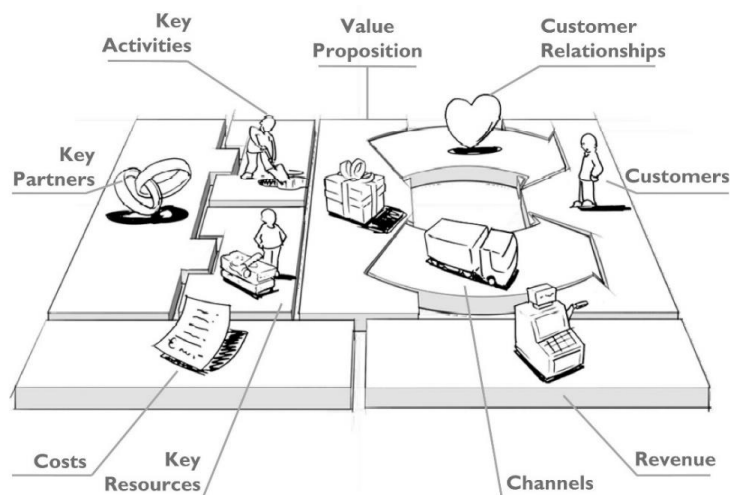 Key
Activities
Value
Proposition
Customer
Relationships
Key
Partners
Customers
Costs
Key
Resources
Channels
Revenue